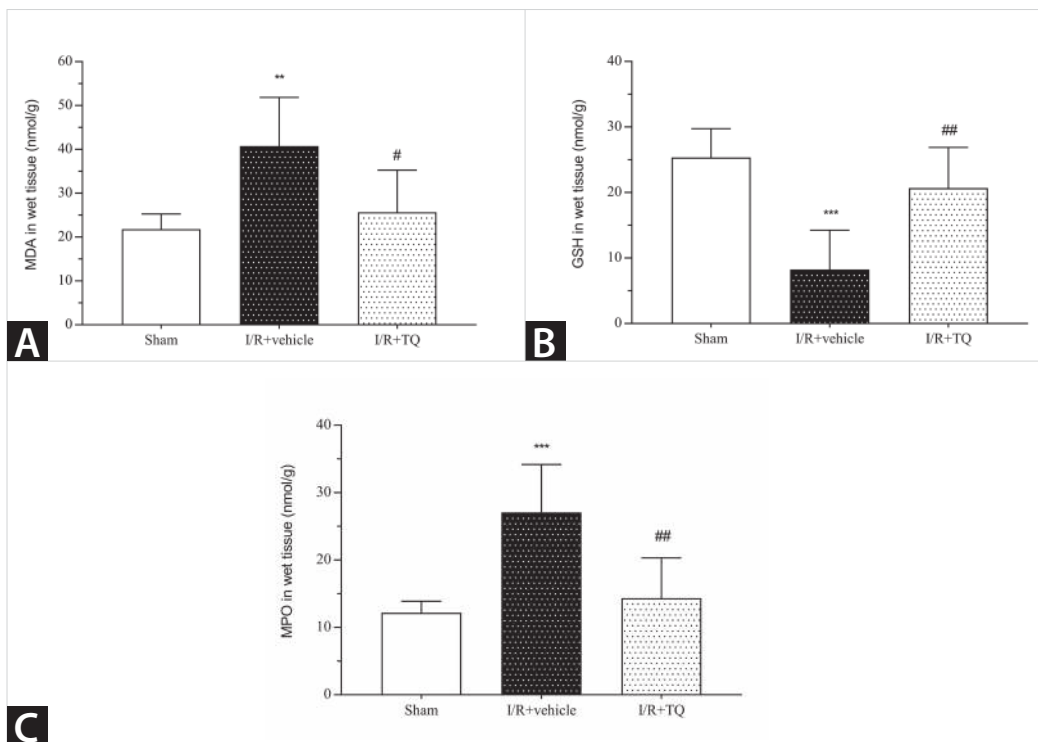 MDA in wet tissue (nmol/g)
60
50
40
30
20
10
0
**
#
Sham I/R+vehicle I/R+TQ
A
GSH in wet tissue (nmol/g)
40
30
20
10
0
***
##
Sham I/R+vehicle I/R+TQ
B
MPO in wet tissue (nmol/g)
40
30
20
10
0
***
##
Sham I/R+vehicle I/R+TQ
C